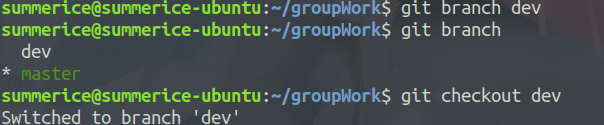 summerice@summerice-ubuntu:~/groupWork$ git branch dev
summerice@summerice-ubuntu:~/groupWork$ git branch
  dev
* master
summerice@summerice-ubuntu:~/groupWork$ git checkout dev
Switched to branch 'dev'